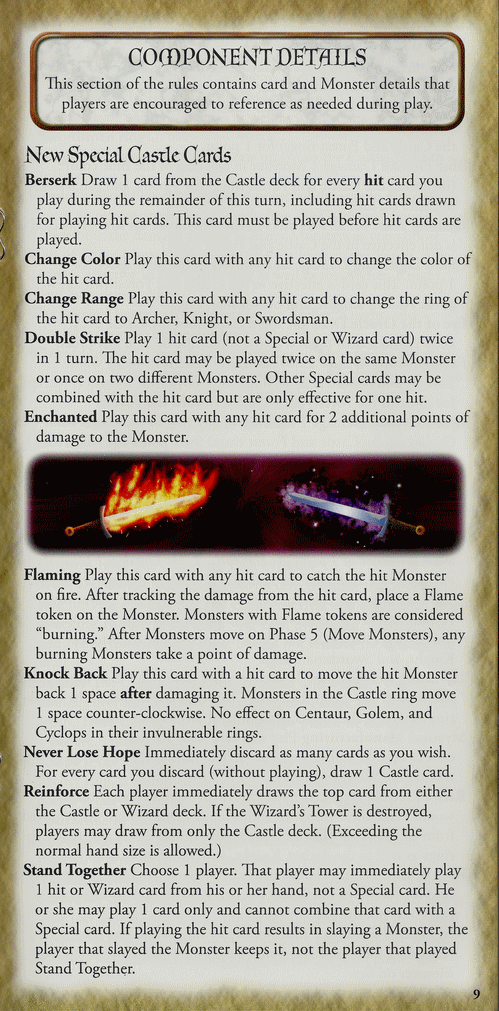 COMPONENT DETAILS
This section of the rules contains card and Monster details that
players are encouraged to reference as needed during play.
New Special Castle Cards
Berserk Draw 1 card from the Castle deck for every hit card you
play during the remainder of this turn, including hit cards drawn
for playing hit cards. This card must be played before hit cards are
played.
Change Color Play this card with any hit card to change the color of
the hit card.
Change Range Play this card with any hit card to change the ring of
the hit card to Archer, Knight, or Swordsman.
Double Strike Play 1 hit card (not a Special or Wizard card) twice
in 1 turn. The hit card may be played twice on the same Monster
or once on two different Monsters. Other Special cards may be
combined with the hit card but are only effective for one hit.
Enchanted Play this card with any hit card for 2 additional points of
damage to the Monster.
Flaming Play this card with any hit card to catch the hit Monster
on fire. After tracking the damage from the hit card, place a Flame
token on the Monster. Monsters with Flame tokens are considered
“burning.” After Monsters move on Phase 5 (Move Monsters), any
burning Monsters take a point of damage.
Knock Back Play this card with a hit card to move the hit Monster
back 1 space after damaging it. Monsters in the Castle ring move
1 space counter-clockwise. No effect on Centaur, Golem, and
Cyclops in their invulnerable rings.
Never Lose Hope Immediately discard as many cards as you wish.
For every card you discard (without playing), draw 1 Castle card.
Reinforce Each player immediately draws the top card from either
the Castle or Wizard deck. If the Wizard’s Tower is destroyed,
players may draw from only the Castle deck. (Exceeding the
normal hand size is allowed.)
Stand Together Choose 1 player. That player may immediately play
1 hit or Wizard card from his or her hand, not a Special card. He
or she may play 1 card only and cannot combine that card with a
Special card. If playing the hit card results in slaying a Monster, the
player that slayed the Monster keeps it, not the player that played
Stand Together.
9